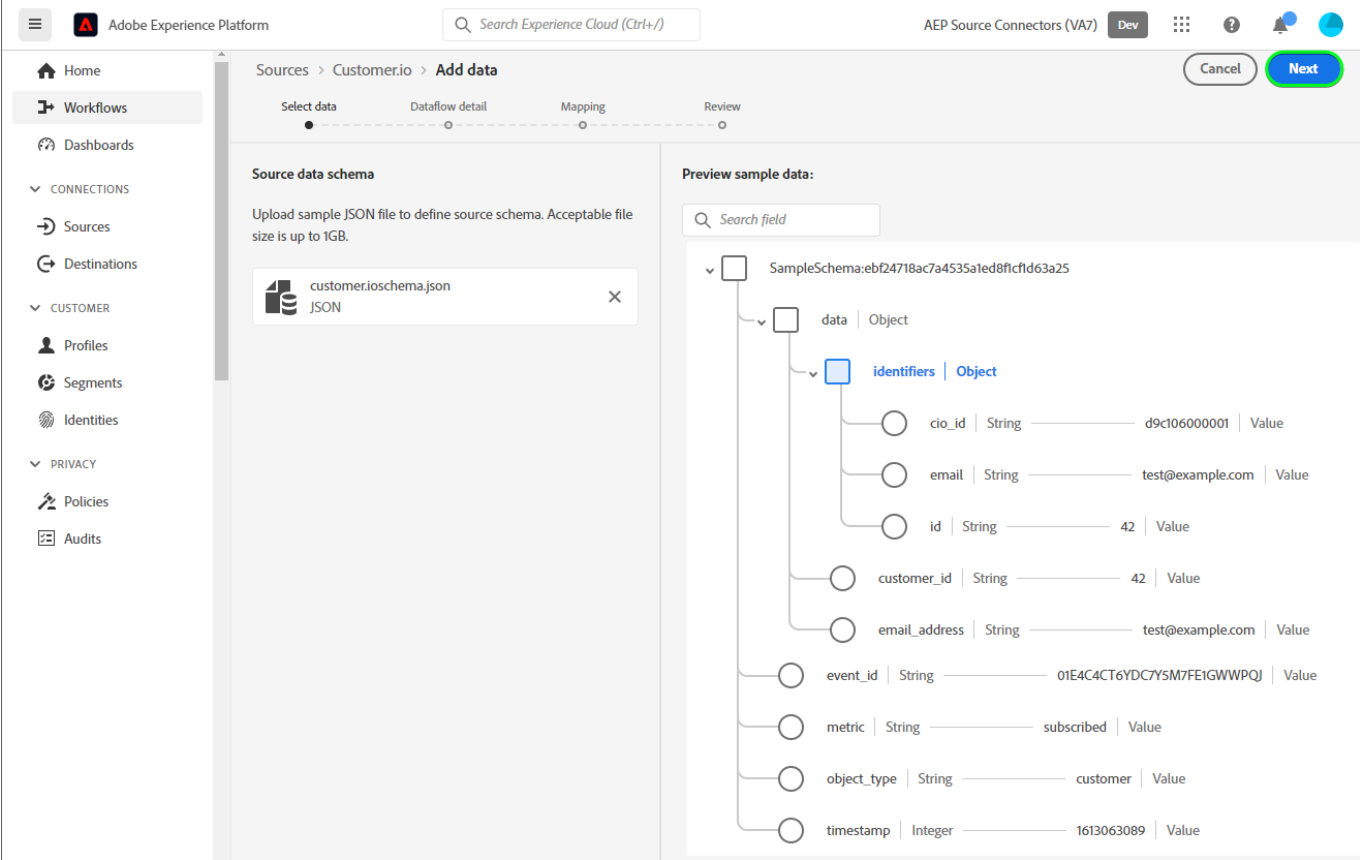 Adobe Experience Platform
Search Experience Cloud (Ctrl+/)
AEP Source Connectors (VA7) Dev
Home
Workflows
Dashboards
CONNECTIONS
Sources
Destinations
CUSTOMER
Profiles
Segments
Identities
PRIVACY
Policies
Audits
Sources > Customer.io > Add data
Cancel Next
Select data Dataflow detail Mapping Review
Source data schema
Upload sample JSON file to define source schema. Acceptable file
size is up to 1GB.
customer.ioschema.json
JSON
Preview sample data:
Search field
SampleSchema:ebf24718ac7a4535a1ed8f1cf1d63a25
data Object
identifiers Object
cio_id String d9c106000001 Value
email String test@example.com Value
id String 42 Value
customer_id String 42 Value
email_address String test@example.com Value
event_id String 01E4C4CT6YDC7Y5M7FE1GWWPQJ Value
metric String subscribed Value
object_type String customer Value
timestamp Integer 1613063089 Value